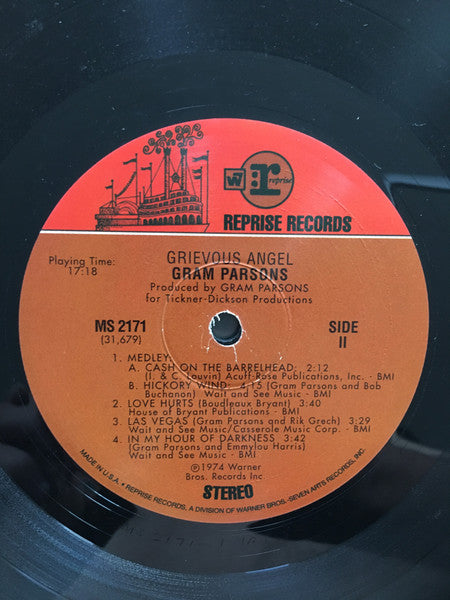 W
r
reprise
REPRISE RECORDS
Playing Time:
17:18
GRIEVOUS ANGEL
GRAM PARSONS
Produced by GRAM PARSONS
for Tickner-Dickson Productions
MS 2171
(31,679)
SIDE
II
1. MEDLEY:
A. CASH ON THE BARRELHEAD: 2:12
(I. & C. Louvin) Acuff-Rose Publications, Inc. - BMI
B. HICKORY WIND: 4:15 (Gram Parsons and Bob
Buchanon) Wait and See Music - BMI
2. LOVE HURTS (Boudleaux Bryant) 3:40
House of Bryant Publications - BMI
3. LAS VEGAS (Gram Parsons and Rik Grech) 3:29
Wait and See Music/Casserole Music Corp. - BMI
4. IN MY HOUR OF DARKNESS 3:42
(Gram Parsons and Emmylou Harris)
Wait and See Music - BMI
℗1974 Warner
Bros. Records Inc.
STEREO
MADE IN U.S.A. • REPRISE RECORDS, A DIVISION OF WARNER BROS.-SEVEN ARTS RECORDS, INC.